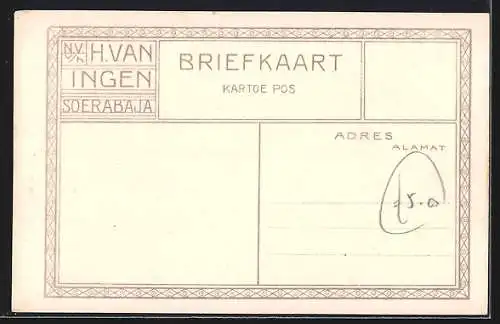 N.V. v/h H. VAN
INGEN
SOERABAJA
BRIEFKAART
KARTOE POS
ADRES
ALAMAT